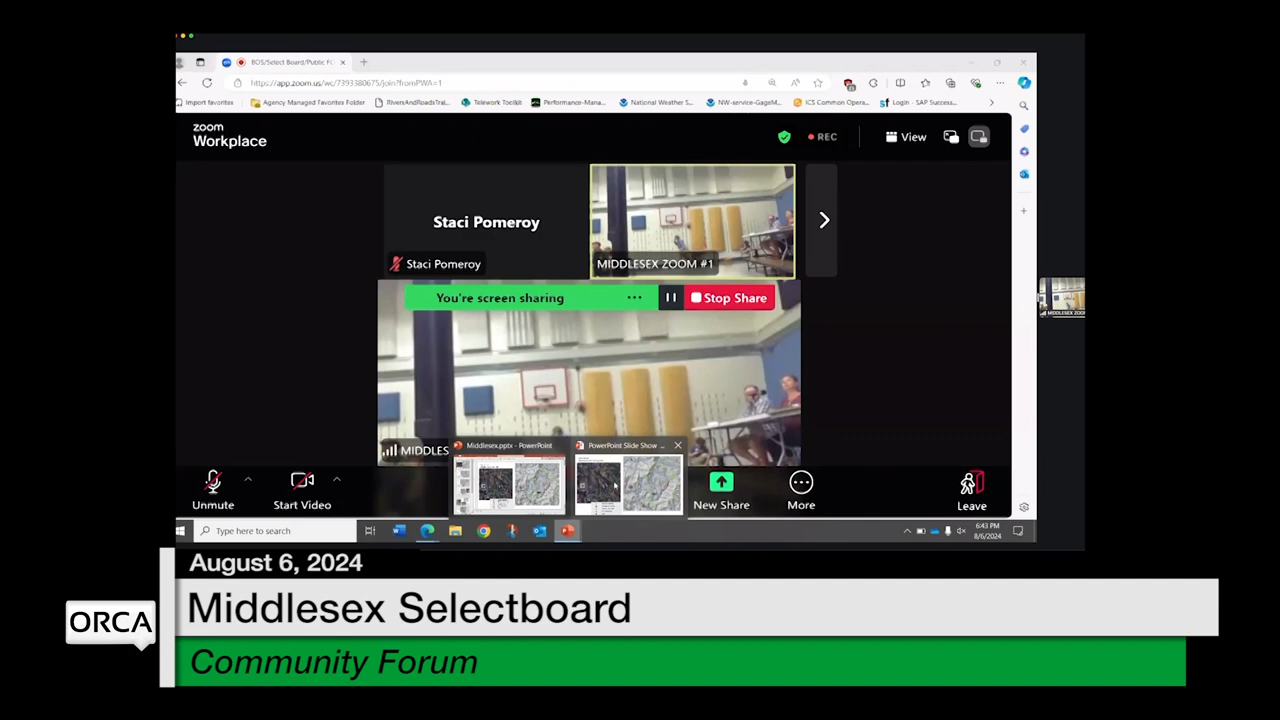 BOS/Select Board/Public FO
https://app.zoom.us/wc/7393380675/join?fromPWA=1
Import favorites
Agency Managed Favorites Folder
RiversAndRoadsTrai...
Telework Toolkit
Performance-Mana...
National Weather S...
NW-service-GageM...
ICS Common Opera...
Login - SAP Success...
zoom
Workplace
REC
View
Staci Pomeroy
Staci Pomeroy
MIDDLESEX ZOOM #1
You're screen sharing
Stop Share
MIDDLESEX ZOO
MIDDLES
Middlesex.pptx - PowerPoint
PowerPoint Slide Show ...
Unmute
Start Video
New Share
More
Leave
Type here to search
6:43 PM
8/6/2024
August 6, 2024
ORCA
Middlesex Selectboard
Community Forum